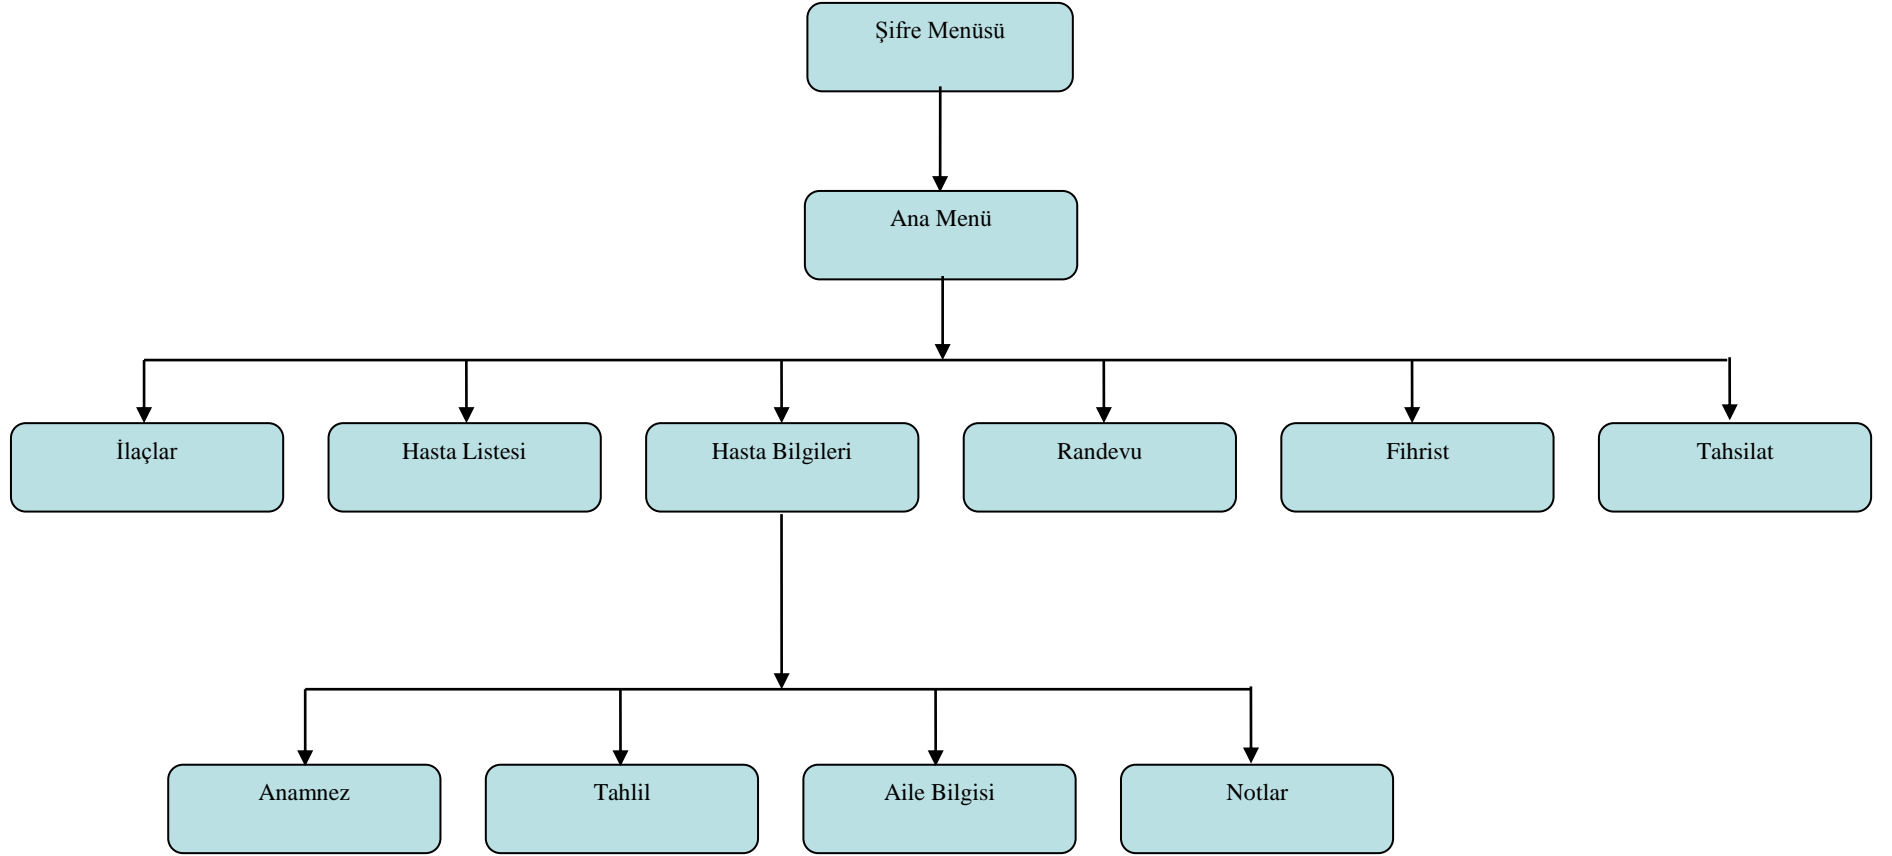 Şifre Menüsü
Ana Menü
İlaçlar
Hasta Listesi
Hasta Bilgileri
Randevu
Fihrist
Tahsilat
Anamnez
Tahlil
Aile Bilgisi
Notlar